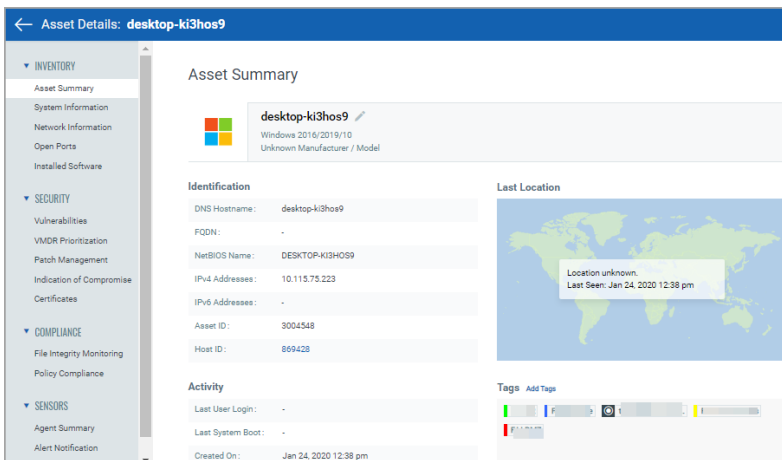 Asset Details: desktop-ki3hos9
INVENTORY
Asset Summary
System Information
Network Information
Open Ports
Installed Software
SECURITY
Vulnerabilities
VMDR Prioritization
Patch Management
Indication of Compromise
Certificates
COMPLIANCE
File Integrity Monitoring
Policy Compliance
SENSORS
Agent Summary
Alert Notification
Asset Summary
desktop-ki3hos9
Windows 2016/2019/10
Unknown Manufacturer / Model
Identification
DNS Hostname: desktop-ki3hos9
FQDN: -
NetBIOS Name: DESKTOP-KI3HOS9
IPv4 Addresses: 10.115.75.223
IPv6 Addresses: -
Asset ID: 3004548
Host ID: 869428
Activity
Last User Login: -
Last System Boot: -
Created On: Jan 24, 2020 12:38 pm
Last Location
Location unknown.
Last Seen: Jan 24, 2020 12:38 pm
Tags Add Tags